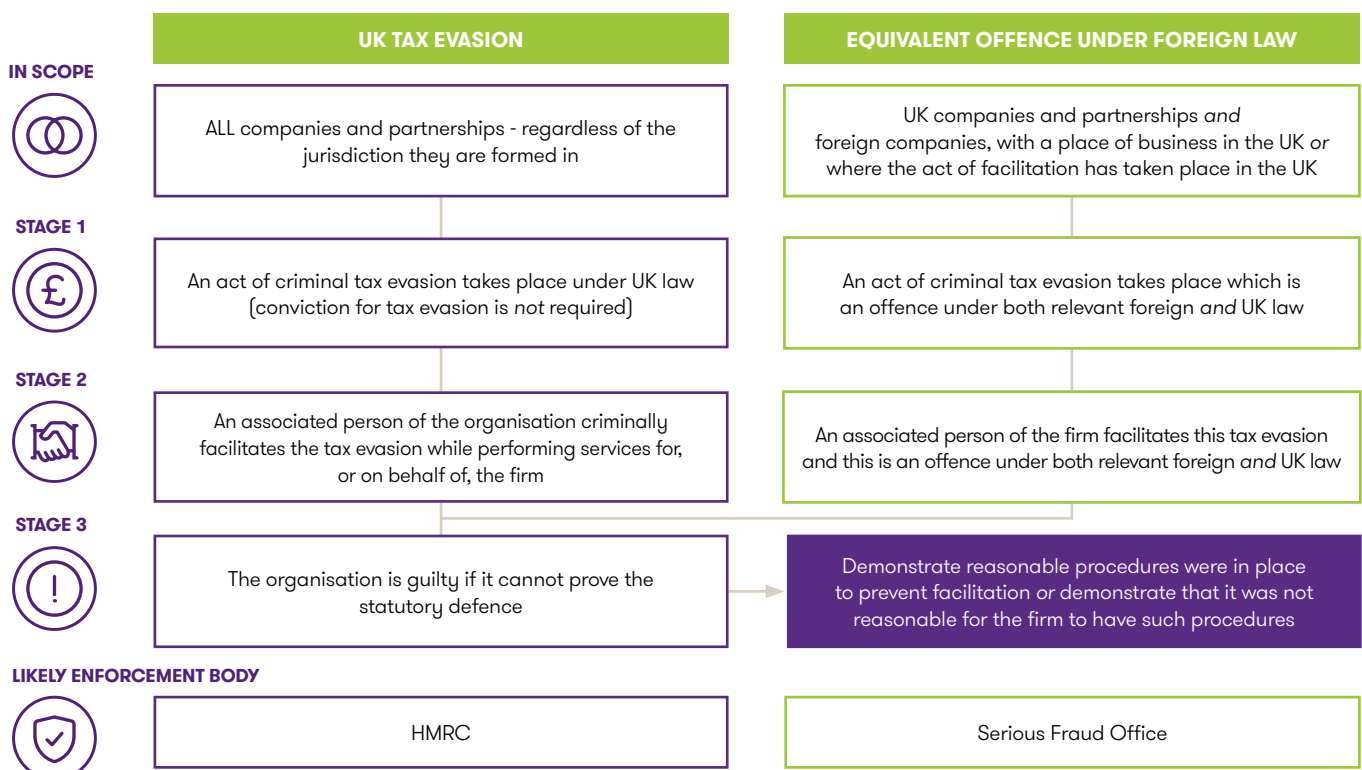 UK TAX EVASION
EQUIVALENT OFFENCE UNDER FOREIGN LAW
IN SCOPE
ALL companies and partnerships - regardless of the
jurisdiction they are formed in
UK companies and partnerships and
foreign companies, with a place of business in the UK or
where the act of facilitation has taken place in the UK
STAGE 1
£
An act of criminal tax evasion takes place under UK law
(conviction for tax evasion is not required)
An act of criminal tax evasion takes place which is
an offence under both relevant foreign and UK law
STAGE 2
An associated person of the organisation criminally
facilitates the tax evasion while performing services for,
or on behalf of, the firm
An associated person of the firm facilitates this tax evasion
and this is an offence under both relevant foreign and UK law
STAGE 3
!
The organisation is guilty if it cannot prove the
statutory defence
Demonstrate reasonable procedures were in place
to prevent facilitation or demonstrate that it was not
reasonable for the firm to have such procedures
LIKELY ENFORCEMENT BODY
HMRC
Serious Fraud Office